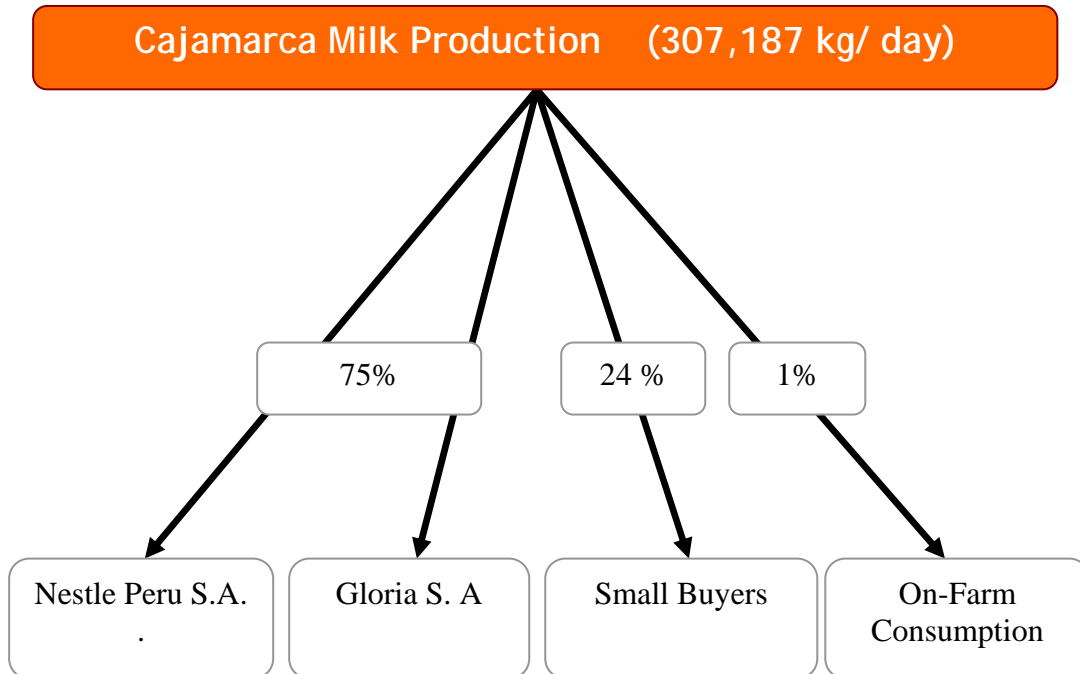 Cajamarca Milk Production (307,187 kg/ day)
75%
24 %
1%
Nestle Peru S.A.
.
Gloria S. A
Small Buyers
On-Farm
Consumption